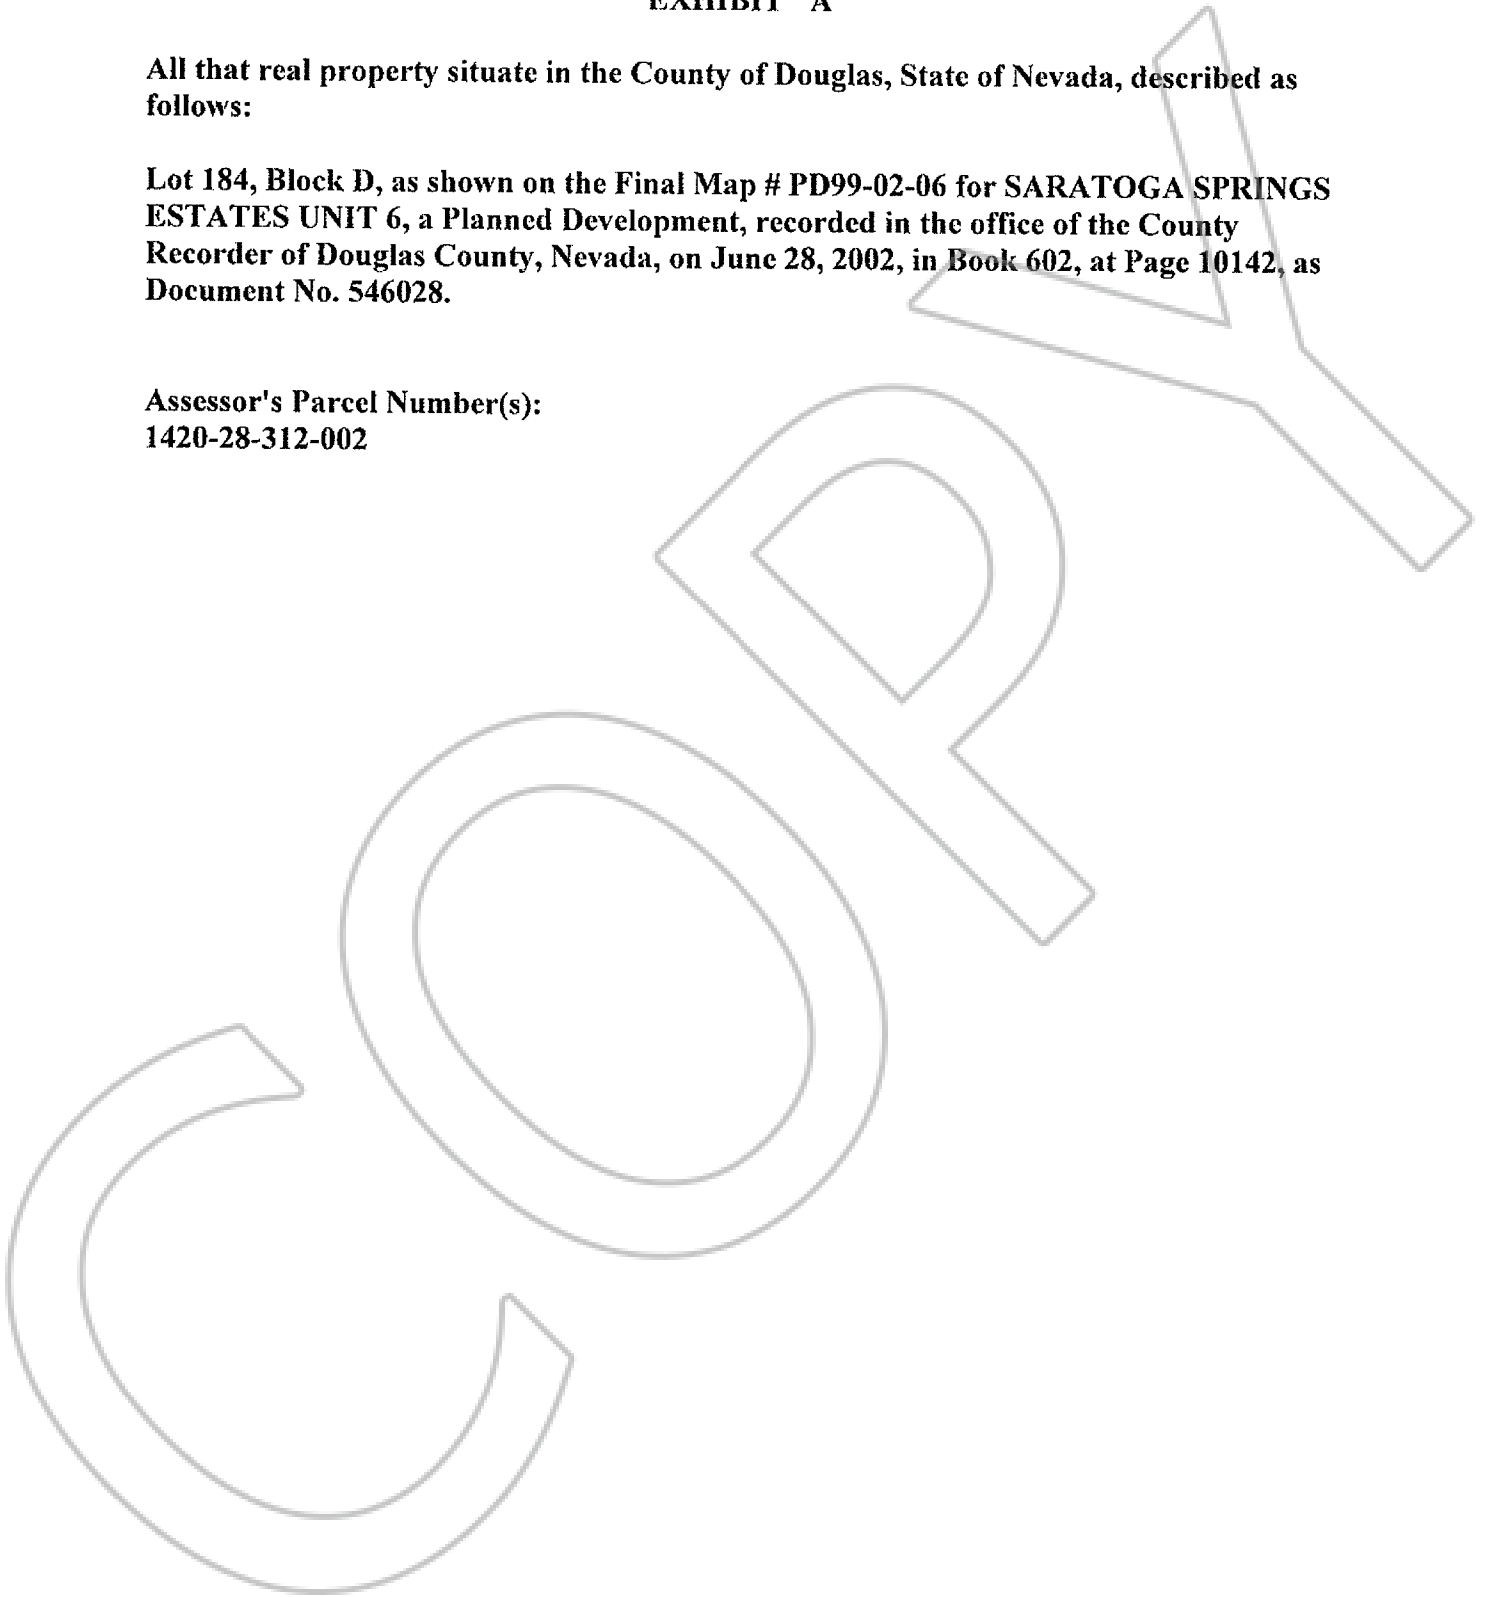 EXHIBIT A
All that real property situate in the County of Douglas, State of Nevada, described as
follows:
Lot 184, Block D, as shown on the Final Map # PD99-02-06 for SARATOGA SPRINGS
ESTATES UNIT 6, a Planned Development, recorded in the office of the County
Recorder of Douglas County, Nevada, on June 28, 2002, in Book 602, at Page 10142, as
Document No. 546028.
Assessor's Parcel Number(s):
1420-28-312-002
COPY